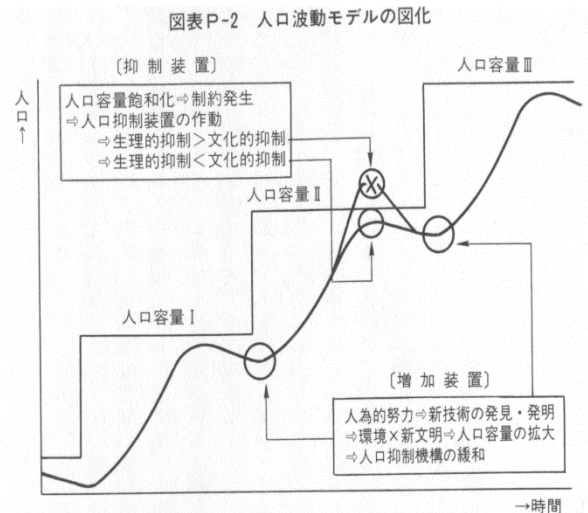 図表P-2 人口波動モデルの図化
〔抑制装置〕
人口容量飽和化⇨制約発生
⇨人口抑制装置の作動
⇨生理的抑制>文化的抑制
⇨生理的抑制<文化的抑制
人口↑
人口容量Ⅲ
X
人口容量Ⅱ
人口容量Ⅰ
〔増加装置〕
人為的努力⇨新技術の発見・発明
⇨環境×新文明⇨人口容量の拡大
⇨人口抑制機構の緩和
→時間